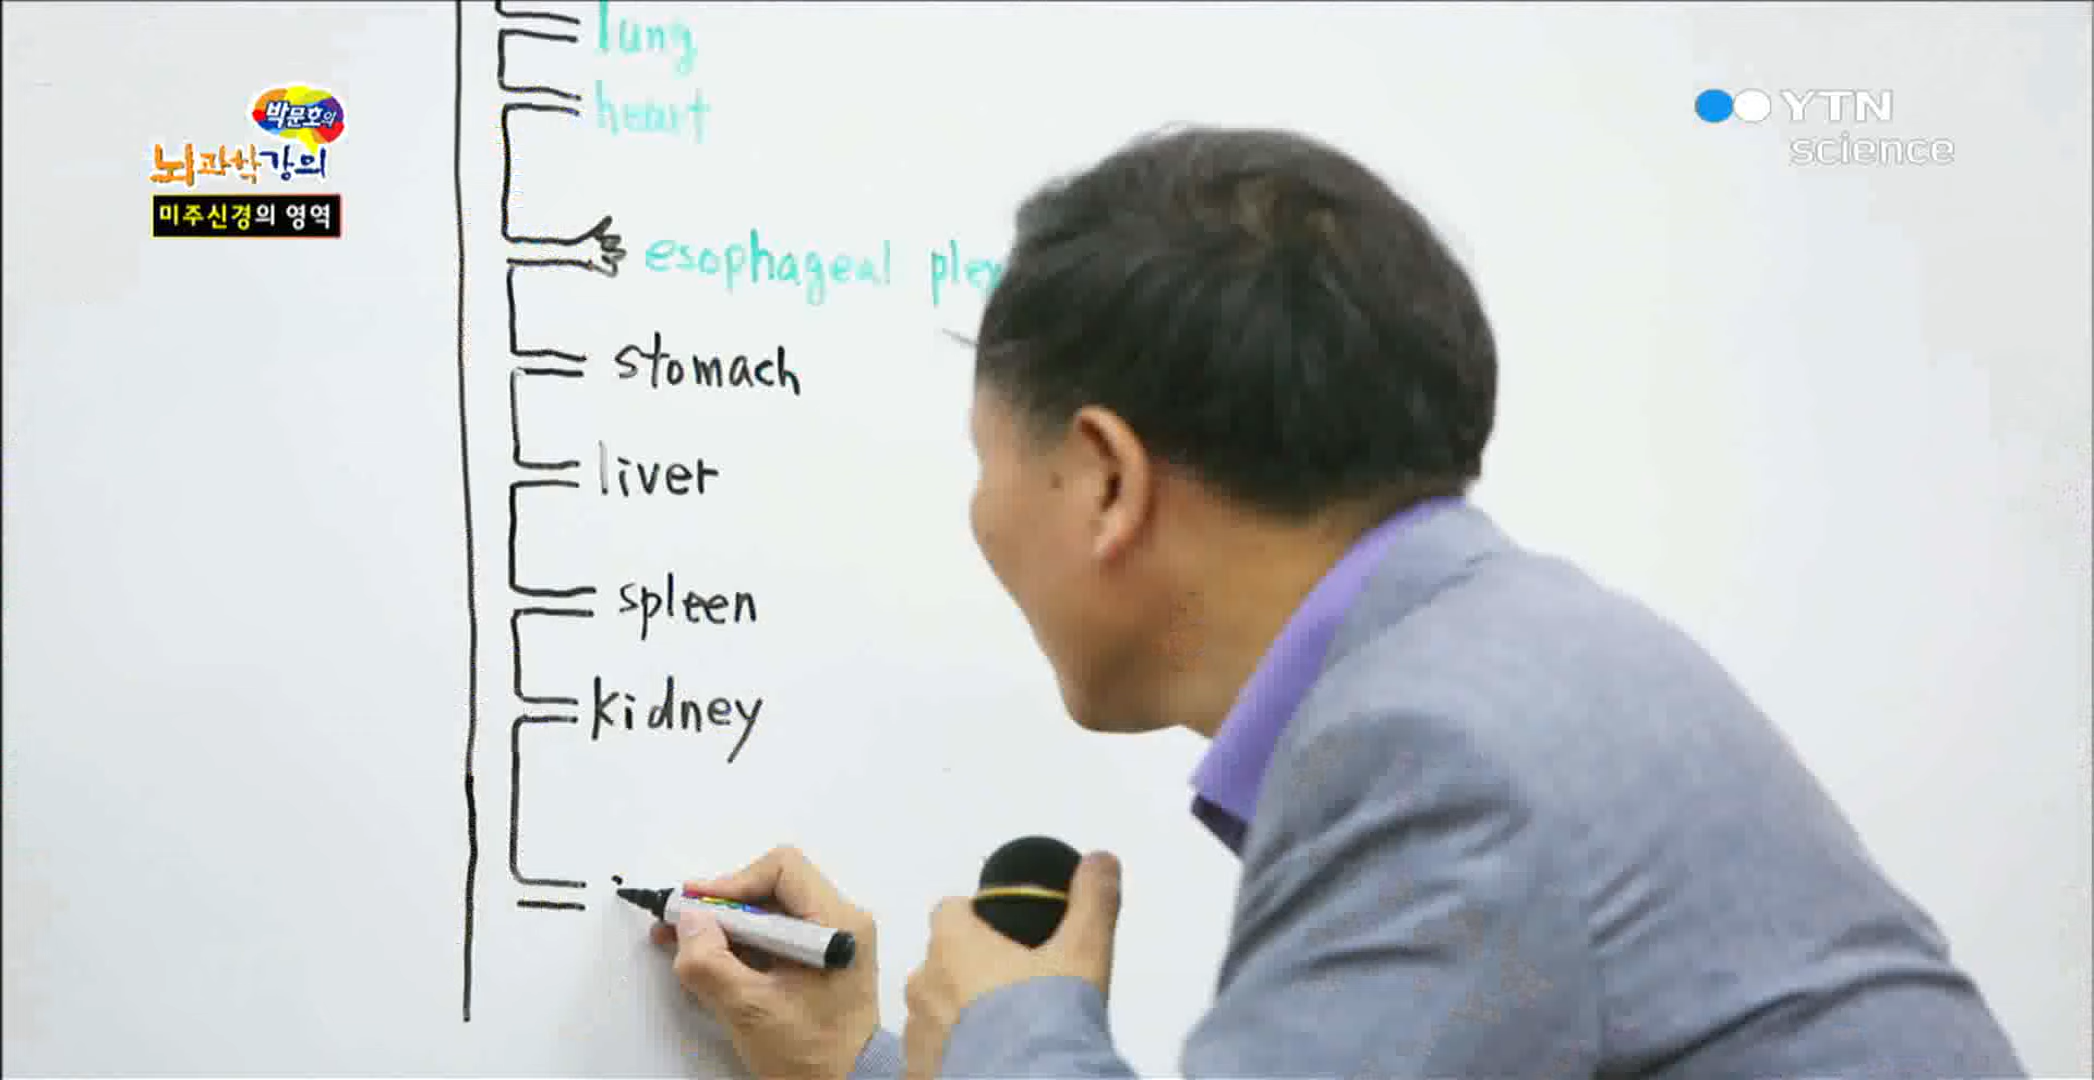 lung
heart
박문호의
뇌과학강의
미주신경의 영역
YTN
science
esophageal
stomach
liver
spleen
kidney